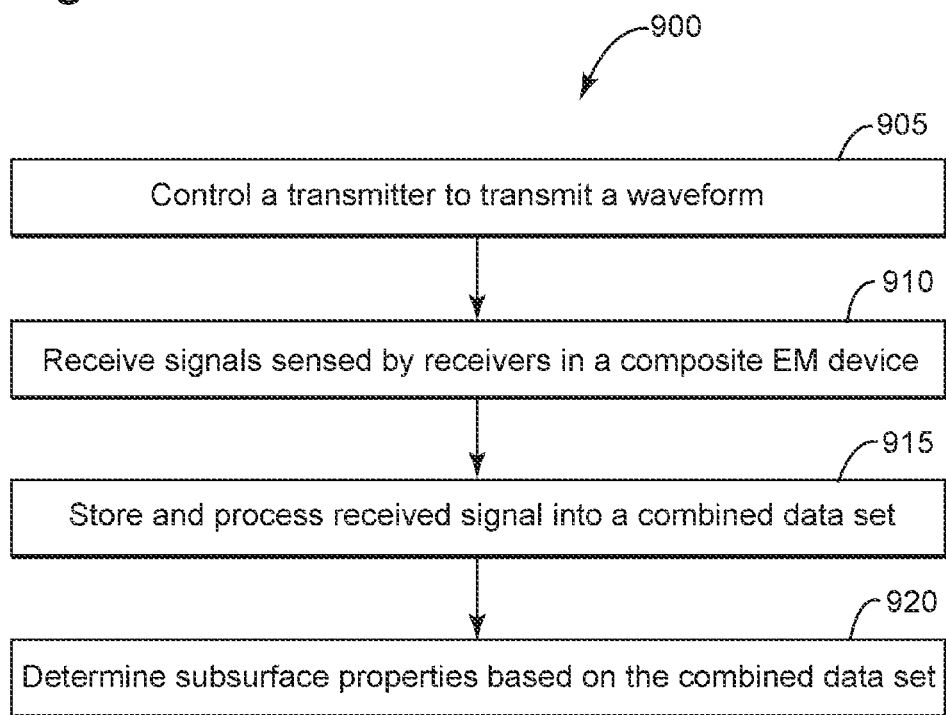 900
905
Control a transmitter to transmit a waveform
910
Receive signals sensed by receivers in a composite EM device
915
Store and process received signal into a combined data set
920
Determine subsurface properties based on the combined data set